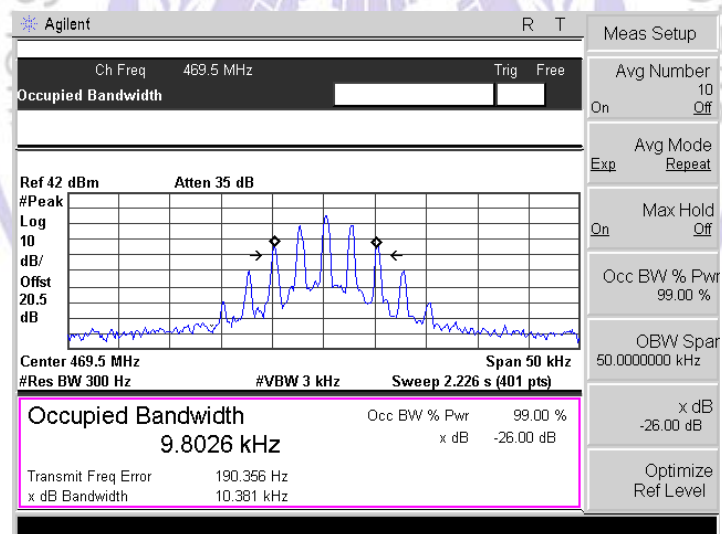 Agilent R T
Ch Freq 469.5 MHz Trig Free
Occupied Bandwidth
Ref 42 dBm Atten 35 dB
#Peak
Log
10
dB/
Offst
20.5
dB
Center 469.5 MHz Span 50 kHz
#Res BW 300 Hz #VBW 3 kHz Sweep 2.226 s (401 pts)
Occupied Bandwidth
9.8026 kHz
Occ BW % Pwr 99.00 %
x dB -26.00 dB
Transmit Freq Error 190.356 Hz
x dB Bandwidth 10.381 kHz
Meas Setup
Avg Number
10
On Off
Avg Mode
Exp Repeat
Max Hold
On Off
Occ BW % Pwr
99.00 %
OBW Span
50.0000000 kHz
x dB
-26.00 dB
Optimize
Ref Level